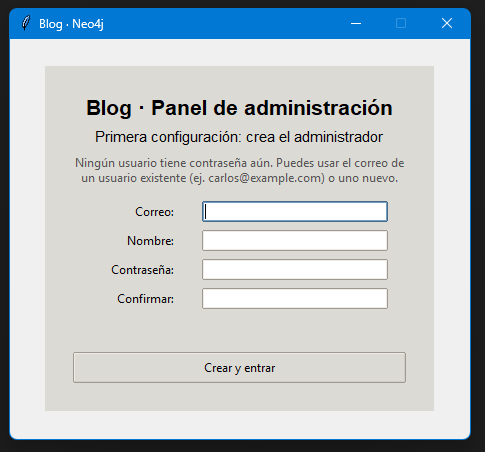 Blog · Neo4j
Blog · Panel de administración
Primera configuración: crea el administrador
Ningún usuario tiene contraseña aún. Puedes usar el correo de
un usuario existente (ej. carlos@example.com) o uno nuevo.
Correo:
Nombre:
Contraseña:
Confirmar:
Crear y entrar